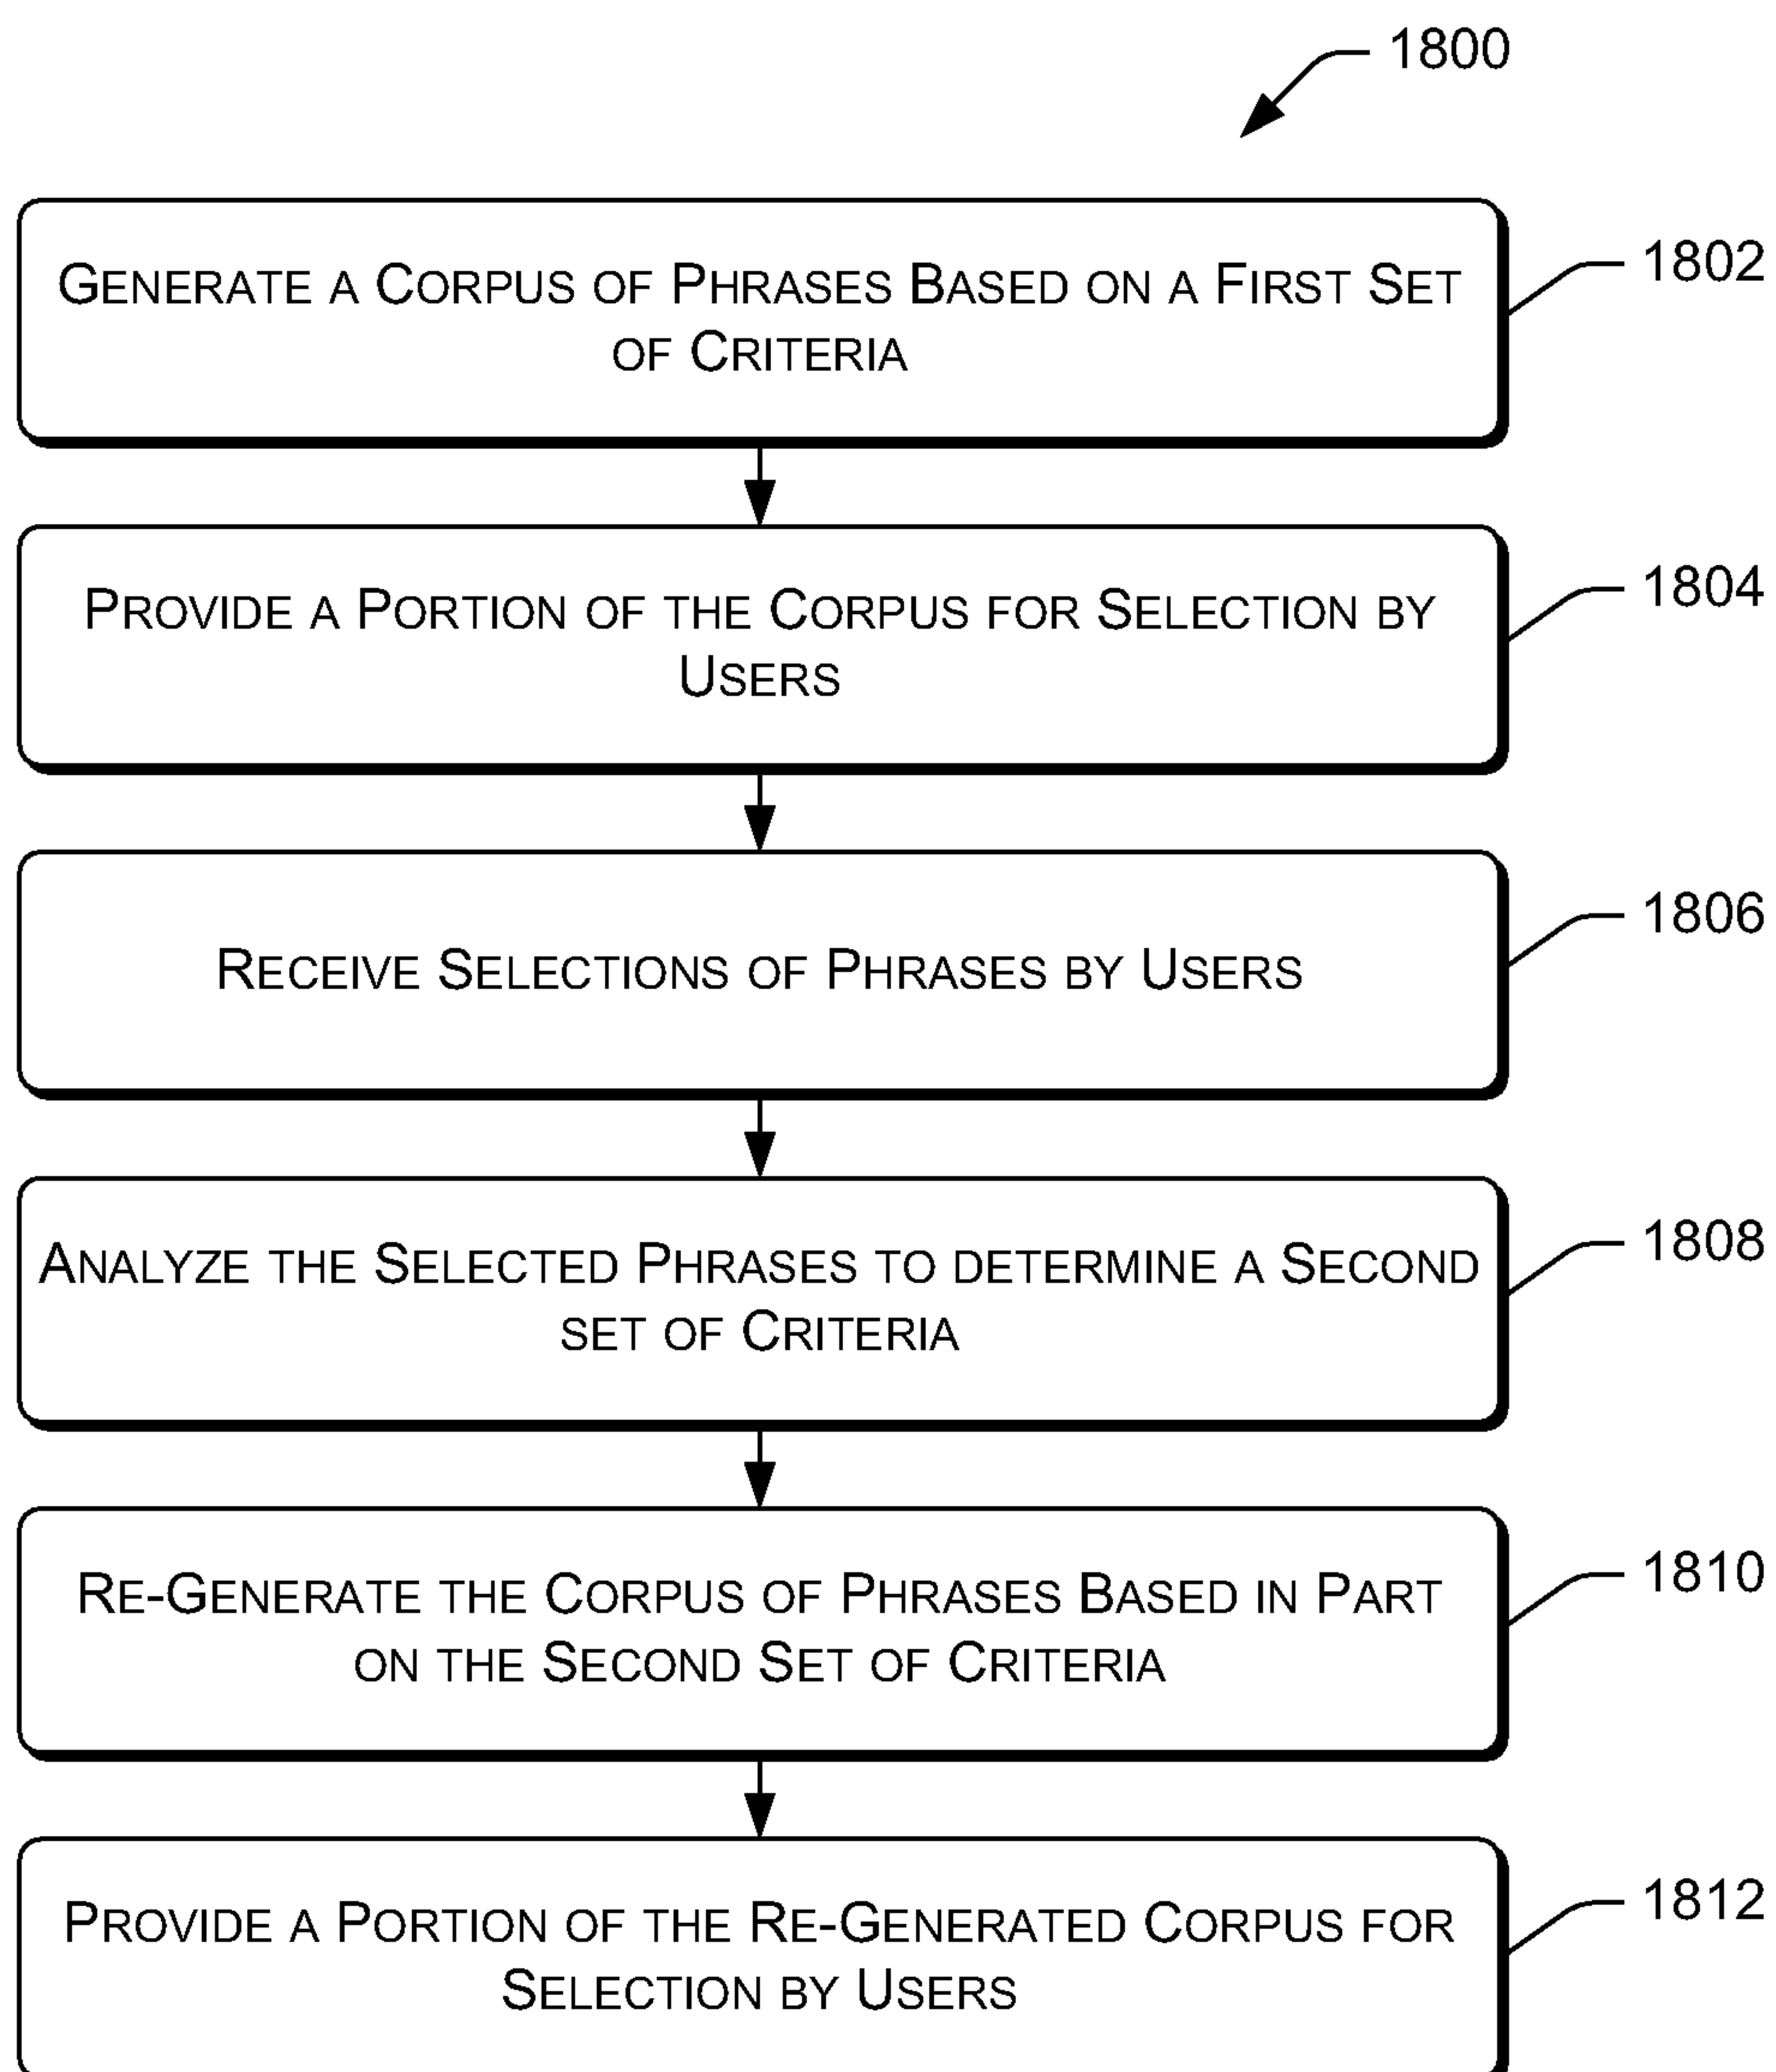 1800
GENERATE A CORPUS OF PHRASES BASED ON A FIRST SET
OF CRITERIA
1802
PROVIDE A PORTION OF THE CORPUS FOR SELECTION BY
USERS
1804
RECEIVE SELECTIONS OF PHRASES BY USERS
1806
ANALYZE THE SELECTED PHRASES TO DETERMINE A SECOND
SET OF CRITERIA
1808
RE-GENERATE THE CORPUS OF PHRASES BASED IN PART
ON THE SECOND SET OF CRITERIA
1810
PROVIDE A PORTION OF THE RE-GENERATED CORPUS FOR
SELECTION BY USERS
1812